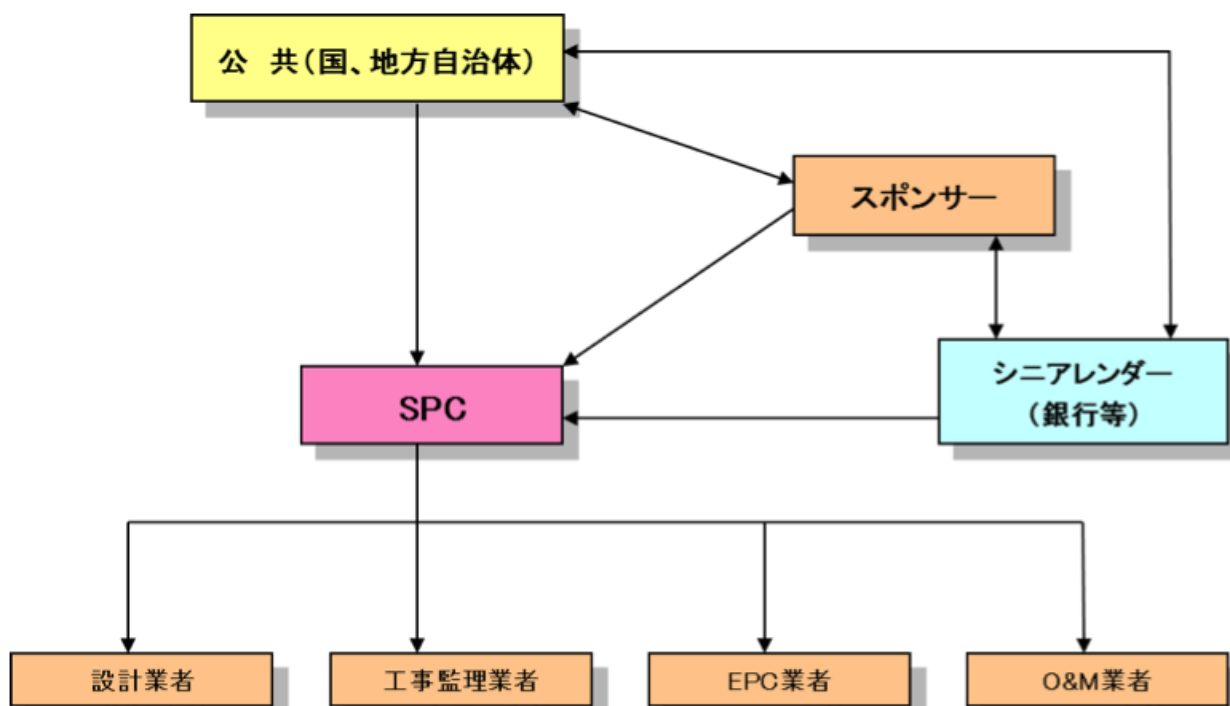 公　共（国、地方自治体）
スポンサー
シニアレンダー
（銀行等）
SPC
設計業者
工事監理業者
EPC業者
O&M業者